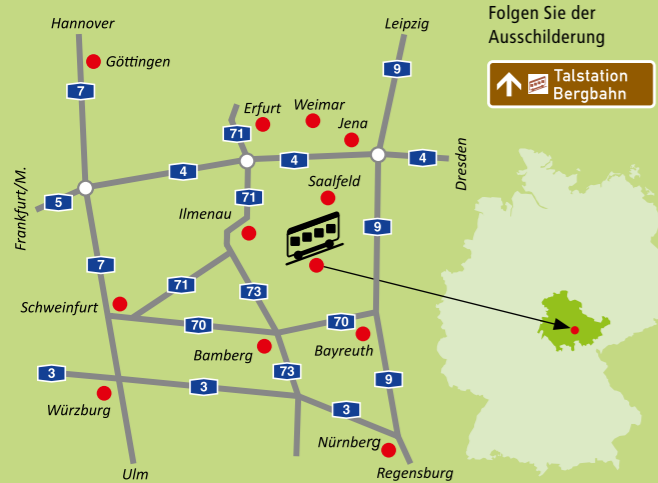 Hannover
Leipzig
Folgen Sie der
Ausschilderung
Göttingen
9
7
Talstation
Bergbahn
Erfurt
Weimar
71
Jena
4
4
4
Dresden
Frankfurt/M.
5
71
Saalfeld
Ilmenau
9
7
71
73
Schweinfurt
70
70
Bamberg
Bayreuth
3
73
9
3
3
Würzburg
Nürnberg
Ulm
Regensburg